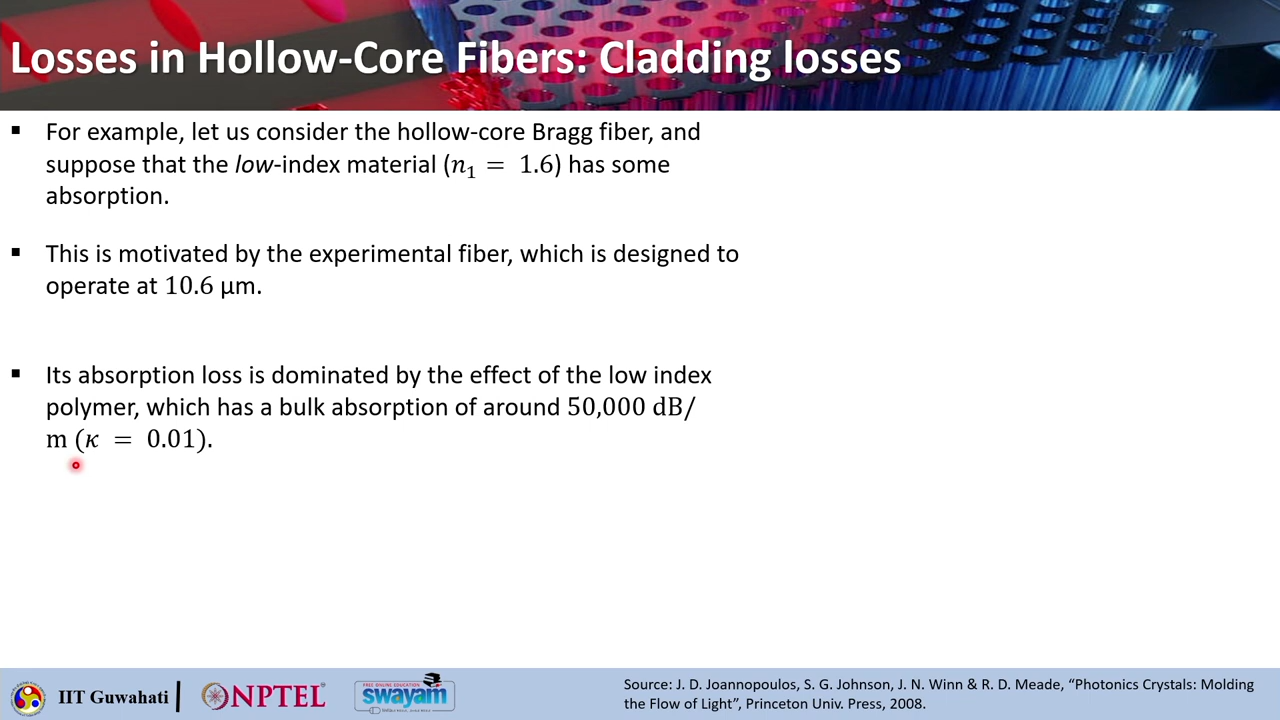 Losses in Hollow-Core Fibers: Cladding losses
▪ For example, let us consider the hollow-core Bragg fiber, and
suppose that the low-index material (n₁ = 1.6) has some
absorption.
▪ This is motivated by the experimental fiber, which is designed to
operate at 10.6 μm.
▪ Its absorption loss is dominated by the effect of the low index
polymer, which has a bulk absorption of around 50,000 dB/
m (κ = 0.01).
IIT Guwahati
NPTEL
FREE ONLINE EDUCATION
swayam
Source: J. D. Joannopoulos, S. G. Johnson, J. N. Winn & R. D. Meade, “Photonics Crystals: Molding
the Flow of Light”, Princeton Univ. Press, 2008.